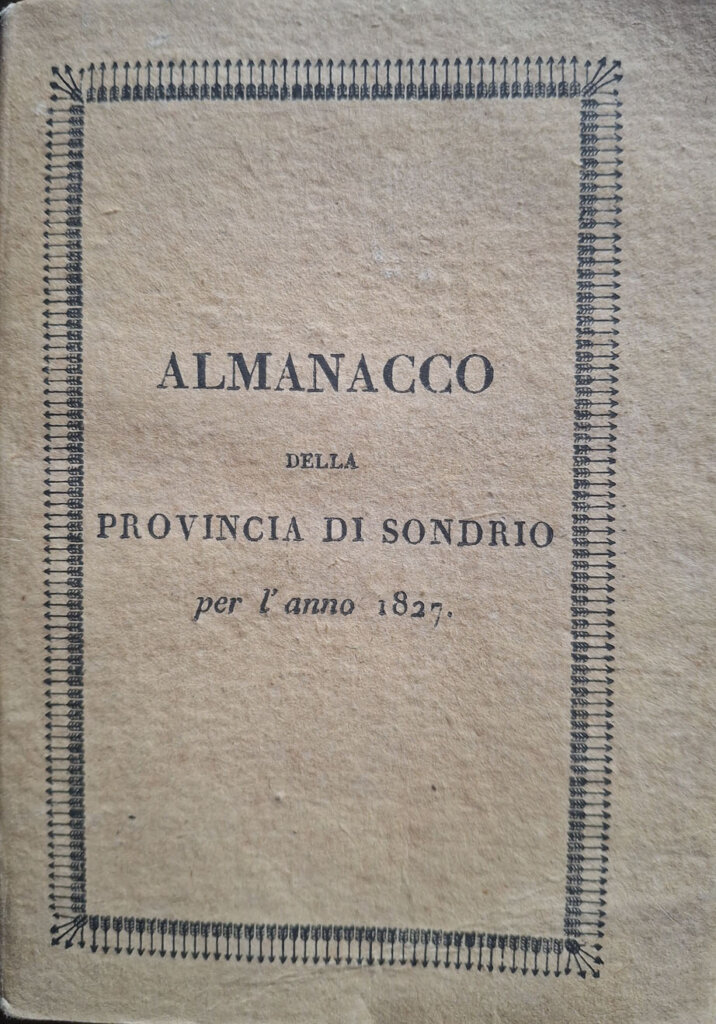 ALMANACCO
DELLA
PROVINCIA DI SONDRIO
per l'anno 1827.